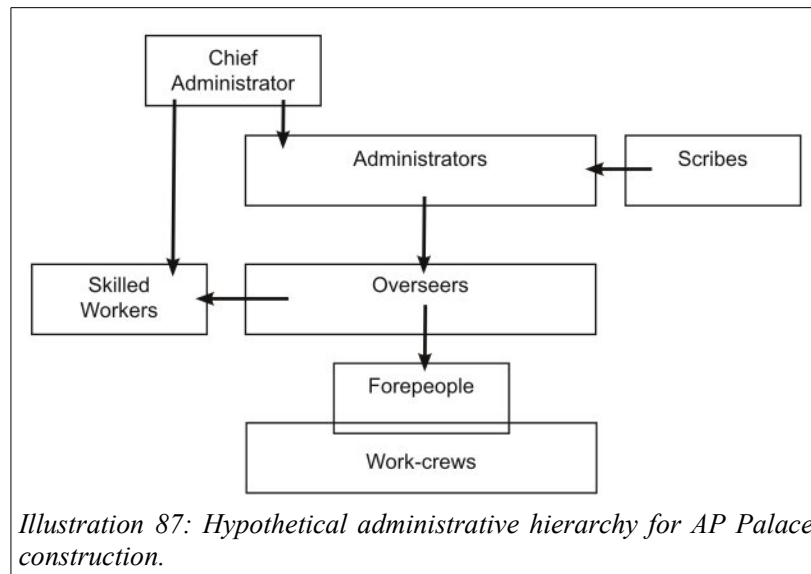 Chief
Administrator
Administrators
Scribes
Skilled
Workers
Overseers
Forepeople
Work-crews
Illustration 87: Hypothetical administrative hierarchy for AP Palace
construction.